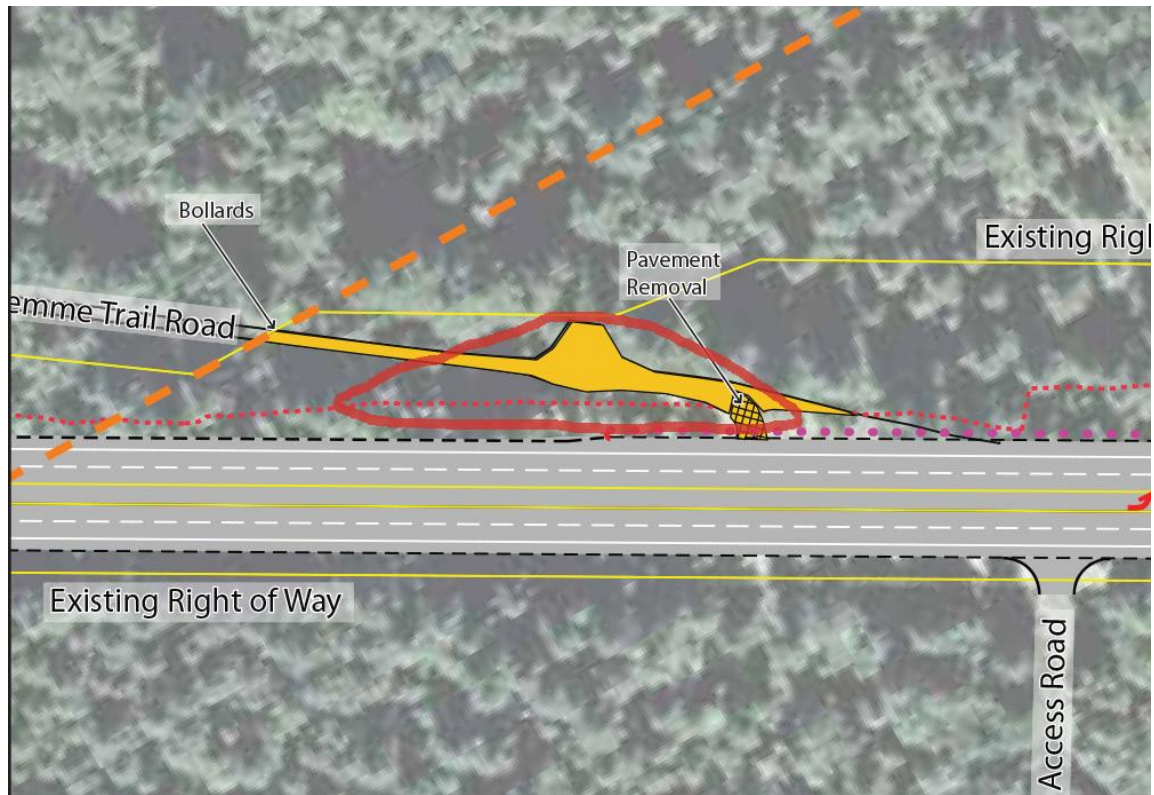 Bollards
Existing Righ
Pavement
Removal
emme Trail Road
Existing Right of Way
Access Road